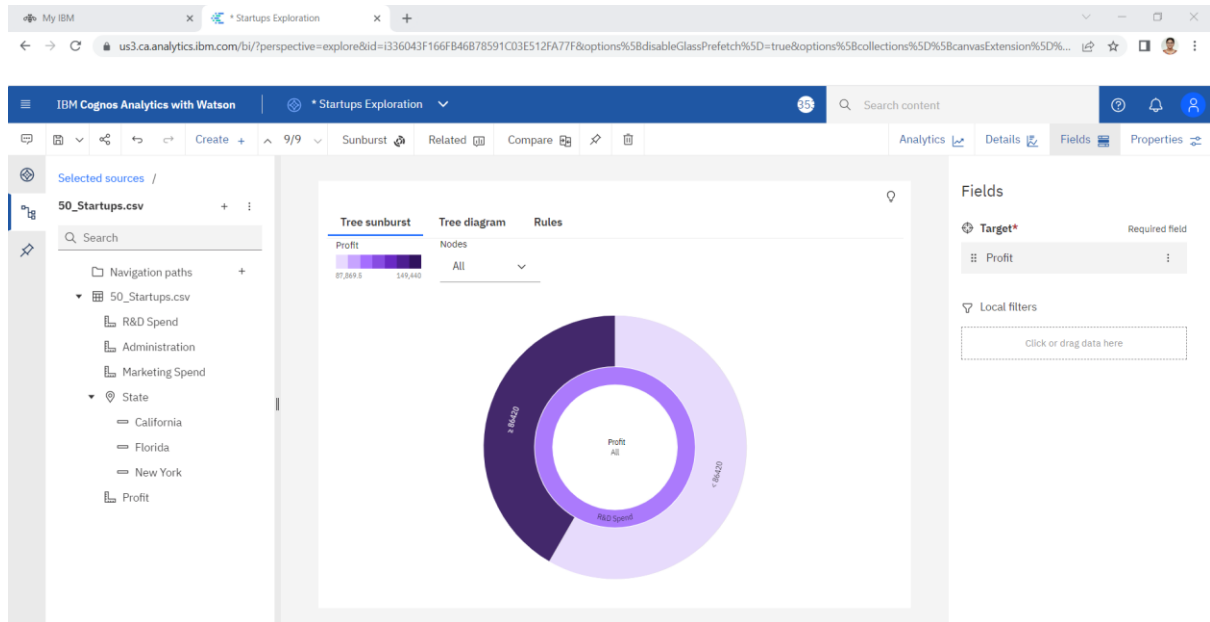 My IBM
* Startups Exploration
us3.ca.analytics.ibm.com/bi/?perspective=explore&id=i336043F166FB46B78591C03E512FA77F&options%5BdisableGlassPrefetch%5D=true&options%5Bcollections%5D%5BcanvasExtension%5D%...
IBM Cognos Analytics with Watson
* Startups Exploration
Search content
Create +
9/9
Sunburst
Related
Compare
Analytics
Details
Fields
Properties
Selected sources /
50_Startups.csv
Search
Navigation paths
50_Startups.csv
R&D Spend
Administration
Marketing Spend
State
California
Florida
New York
Profit
Tree sunburst Tree diagram Rules
Profit
87,869.5 149,440
Nodes
All
≥ 86420
Profit
All
< 86420
R&D Spend
Fields
Target* Required field
Profit
Local filters
Click or drag data here